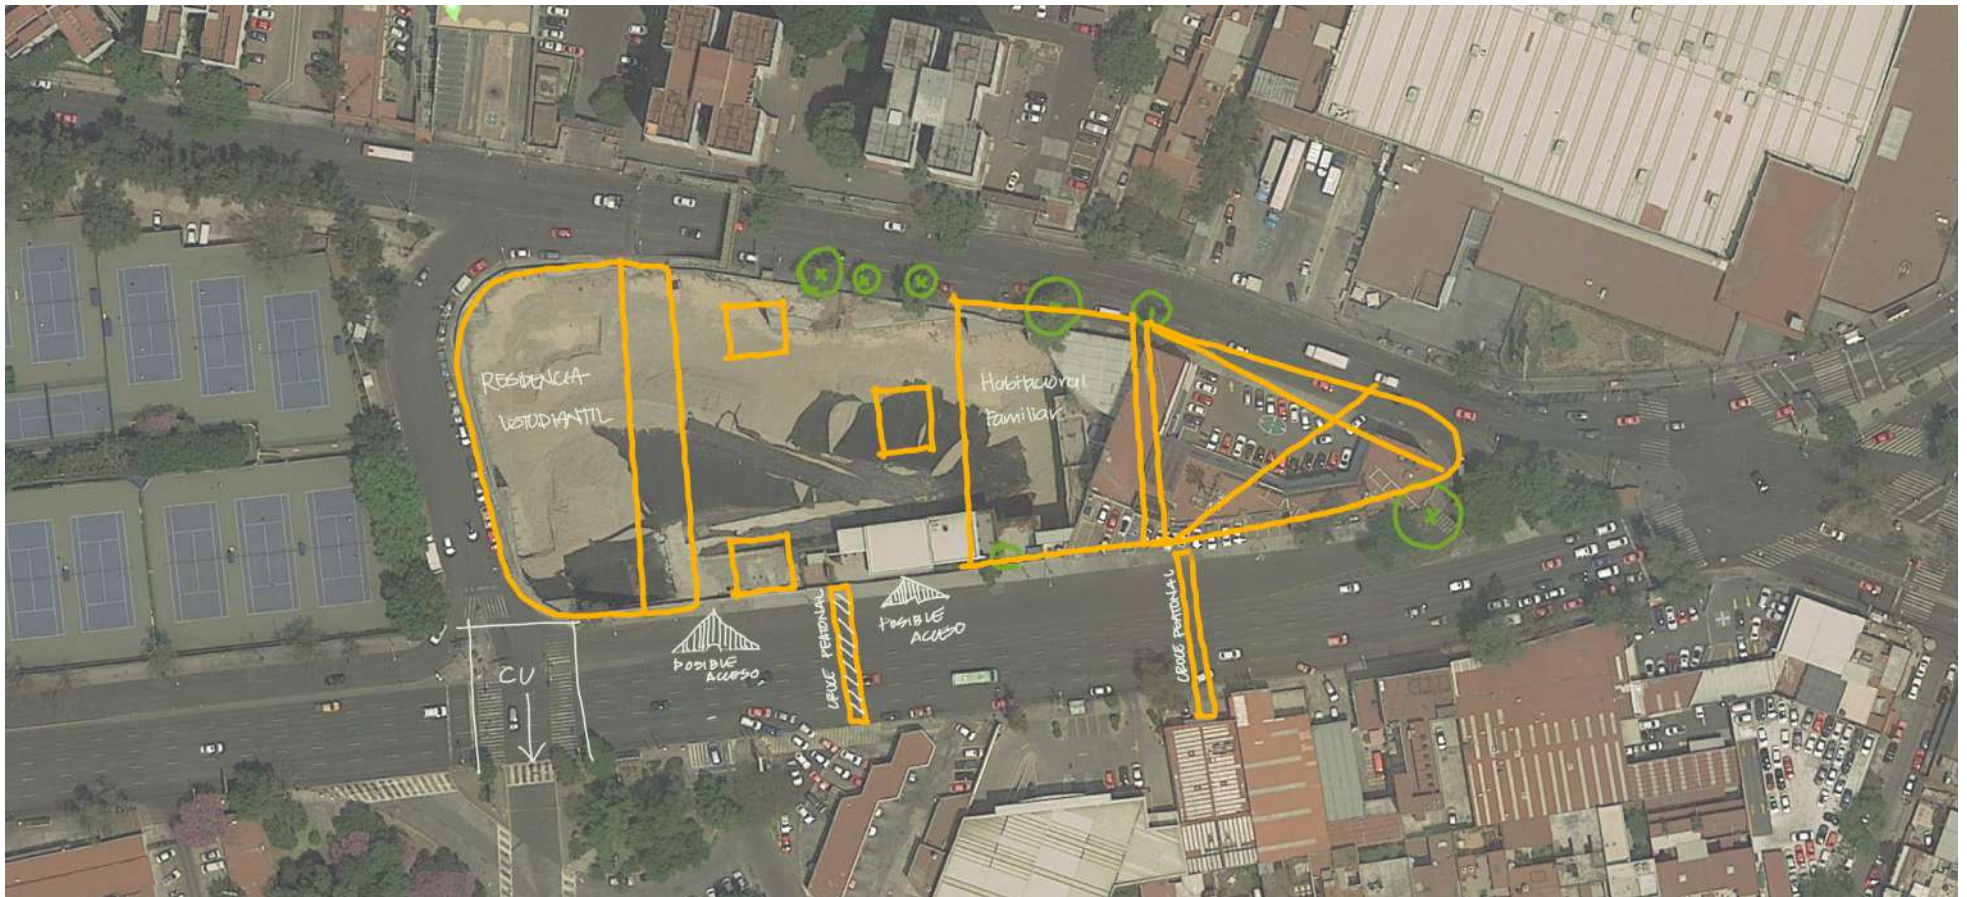 RESIDENCIA
ESTUDIANTIL
Habitacional
Familiar
CU
POSIBLE
ACCESO
CRUCE PEATONAL
POSIBLE
ACCESO
CRUCE PEATONAL